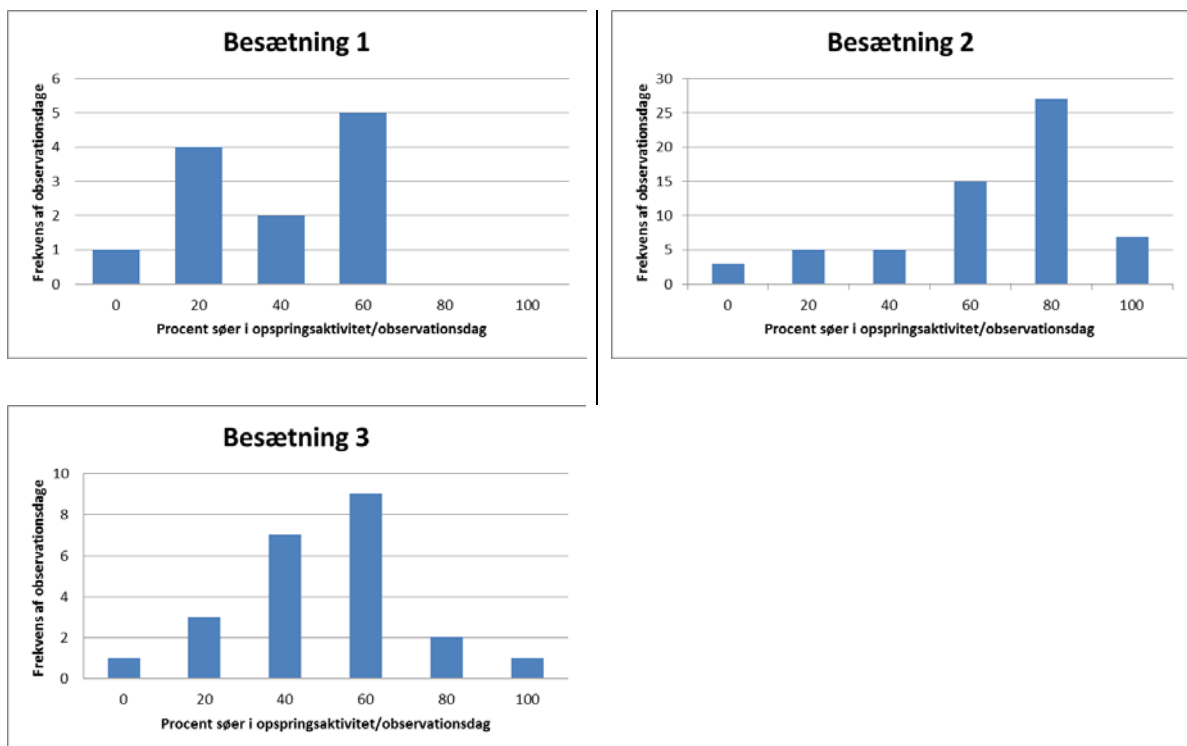 Besætning 1
Frekvens af observationsdage
6
5
4
3
2
1
0
0 20 40 60 80 100
Procent søer i opspringsaktivitet/observationsdag
Besætning 2
Frekvens af observationsdage
30
25
20
15
10
5
0
0 20 40 60 80 100
Procent søer i opspringsaktivitet/observationsdag
Besætning 3
Frekvens af observationsdage
10
8
6
4
2
0
0 20 40 60 80 100
Procent søer i opspringsaktivitet/observationsdag